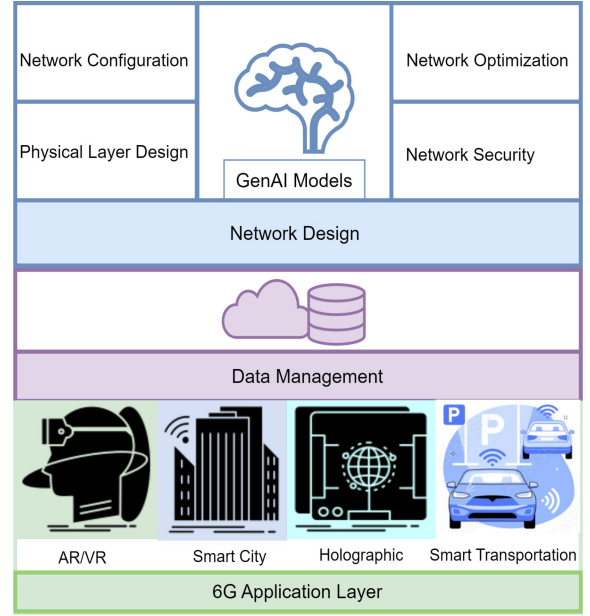 Network Configuration
Network Optimization
Physical Layer Design
Network Security
GenAI Models
Network Design
Data Management
P
P
AR/VR
Smart City
Holographic
Smart Transportation
6G Application Layer